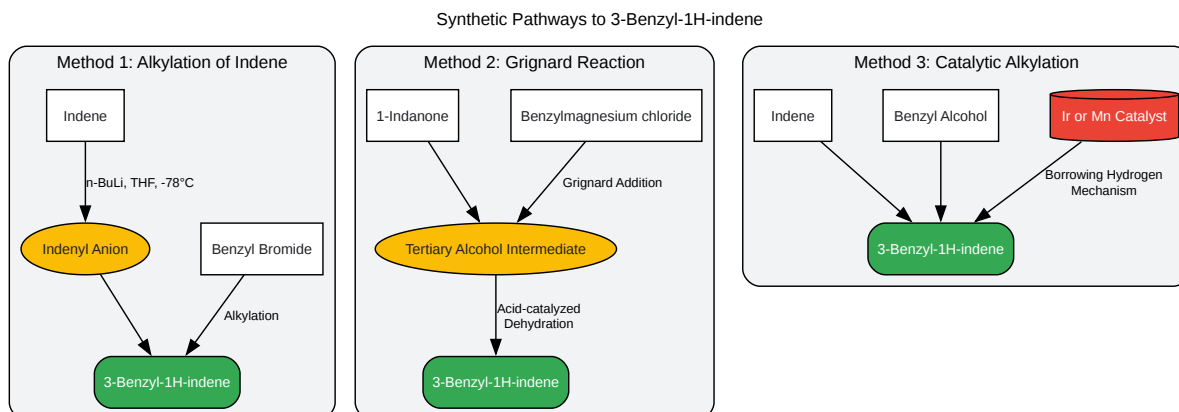 Synthetic Pathways to 3-Benzyl-1H-indene
Method 1: Alkylation of Indene
Indene
n-BuLi, THF, -78°C
Indenyl Anion
Benzyl Bromide
Alkylation
3-Benzyl-1H-indene
Method 2: Grignard Reaction
1-Indanone
Benzylmagnesium chloride
Grignard Addition
Tertiary Alcohol Intermediate
Acid-catalyzed
Dehydration
3-Benzyl-1H-indene
Method 3: Catalytic Alkylation
Indene
Benzyl Alcohol
Ir or Mn Catalyst
Borrowing Hydrogen
Mechanism
3-Benzyl-1H-indene